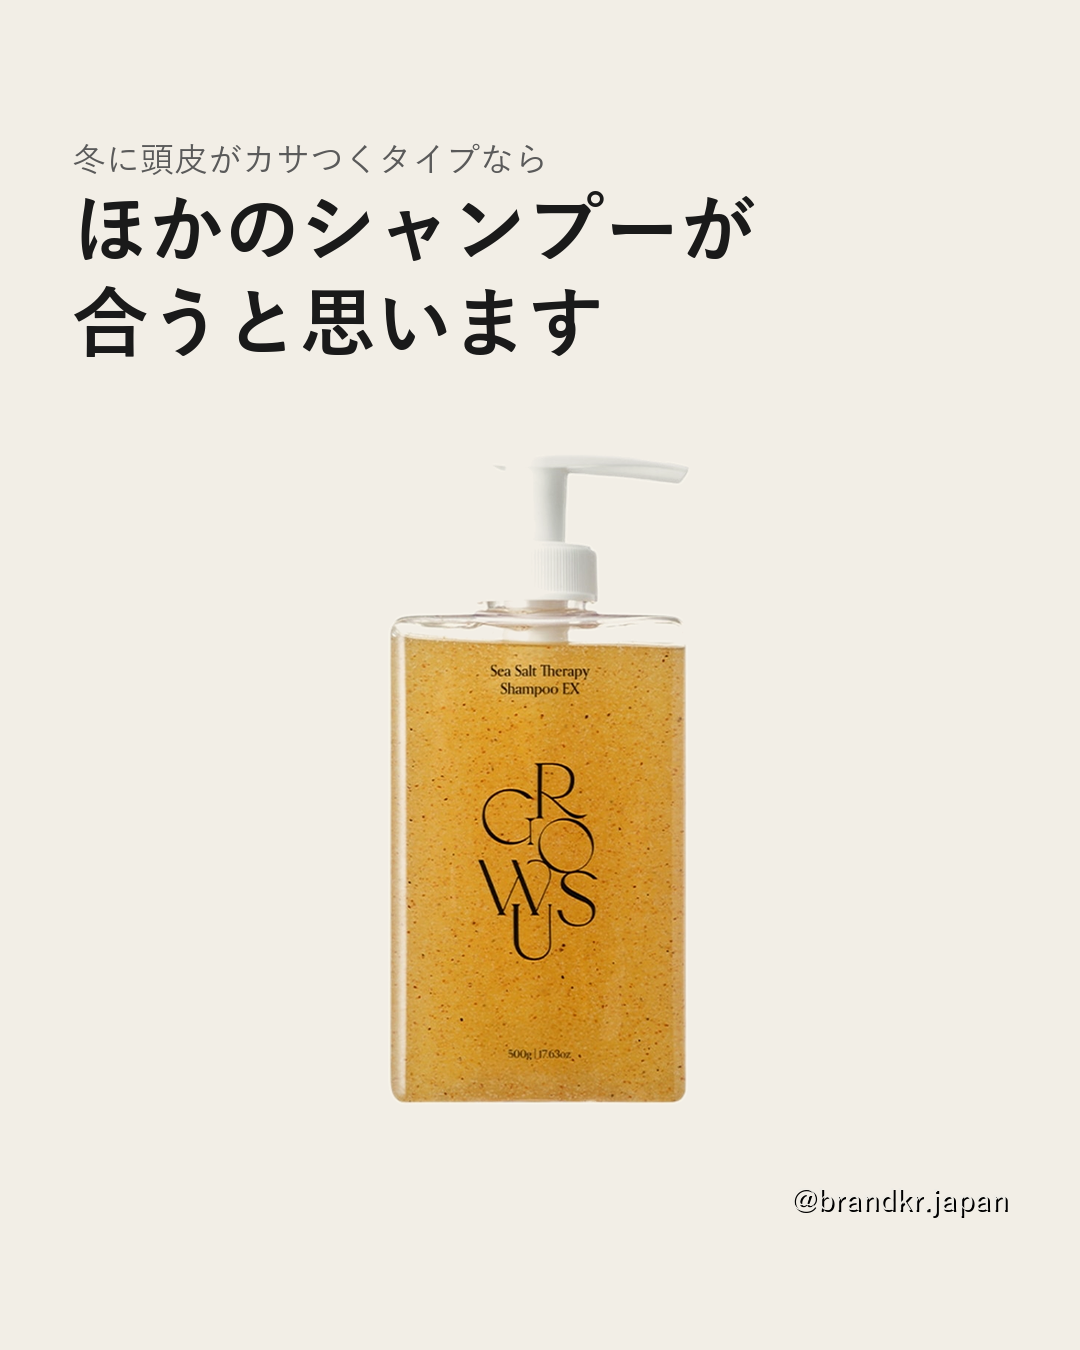 冬に頭皮がカサつくタイプなら
ほかのシャンプーが
合うと思います
Sea Salt Therapy
Shampoo EX
GROWUS
500g | 17.63oz
@brandkr.japan